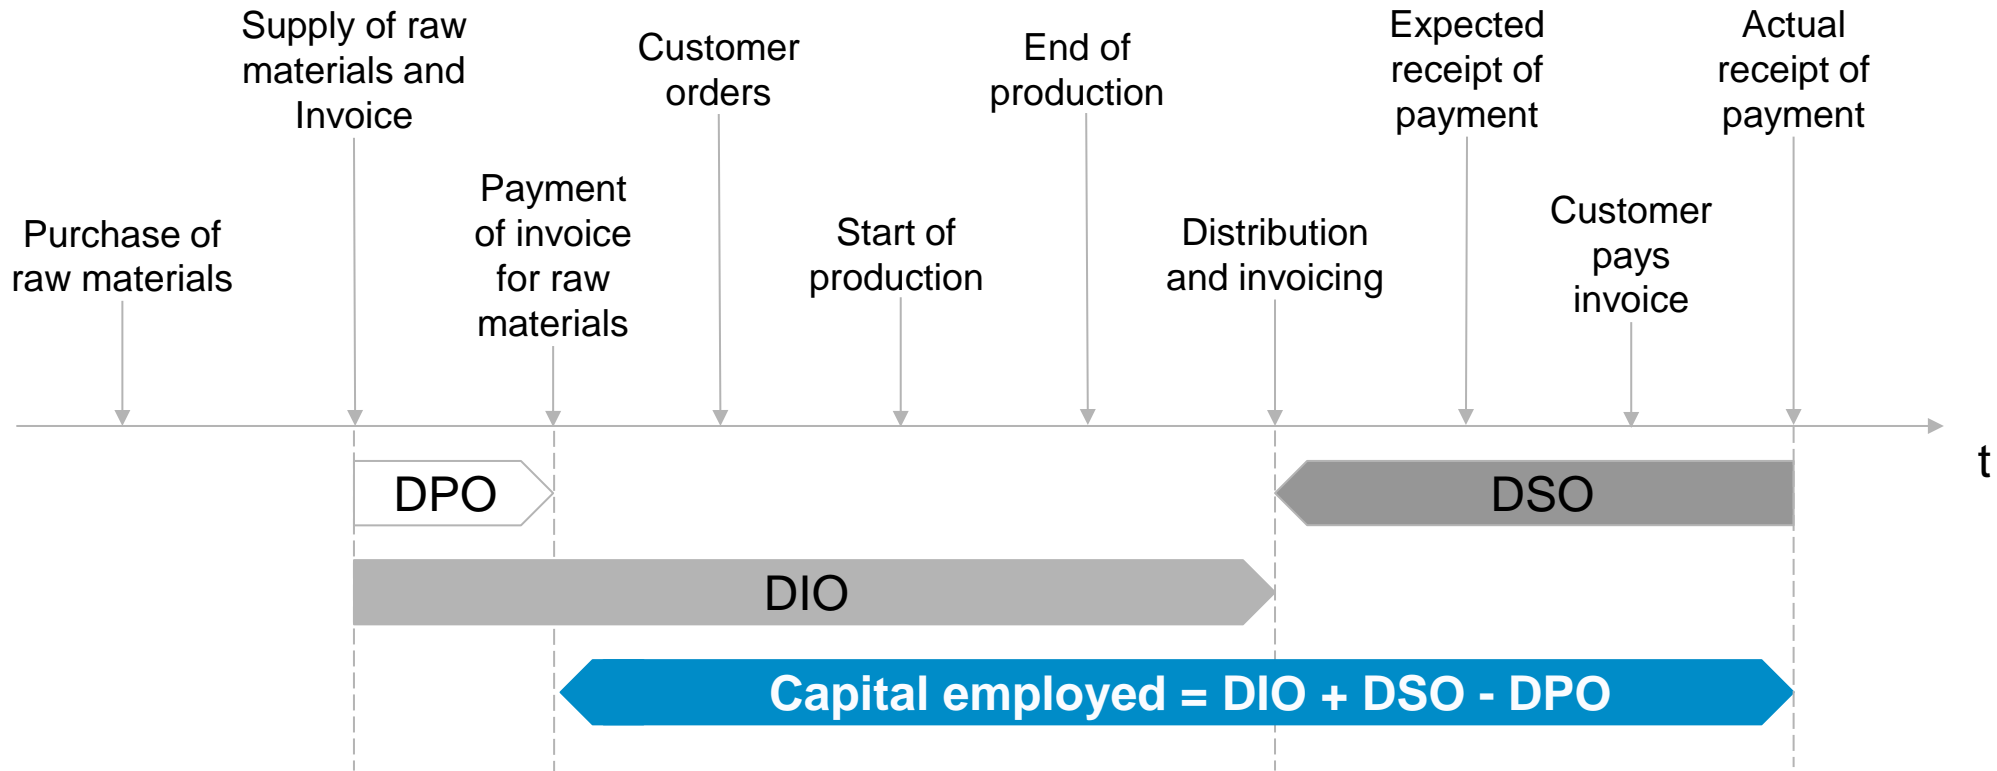 Supply of raw
materials and
Invoice
Customer
orders
End of
production
Expected
receipt of
payment
Actual
receipt of
payment
Purchase of
raw materials
Payment
of invoice
for raw
materials
Start of
production
Distribution
and invoicing
Customer
pays
invoice
t
DPO
DSO
DIO
Capital employed = DIO + DSO - DPO